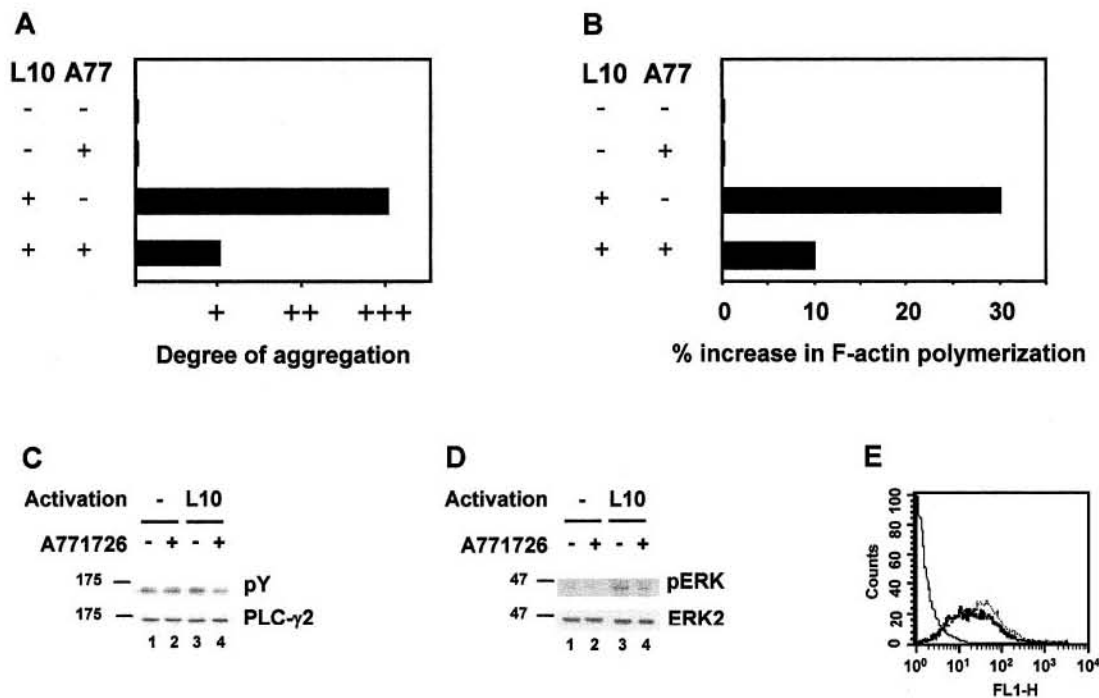 A
L10 A77
- -
- +
+ -
+ +
+ ++ +++
Degree of aggregation
B
L10 A77
- -
- +
+ -
+ +
0 10 20 30
% increase in F-actin polymerization
C
Activation - L10
A771726 - + - +
175 pY
175 PLC-γ2
1 2 3 4
D
Activation - L10
A771726 - + - +
47 pERK
47 ERK2
1 2 3 4
E
Counts
100
80
60
40
20
0
10⁰ 10¹ 10² 10³ 10⁴
FL1-H